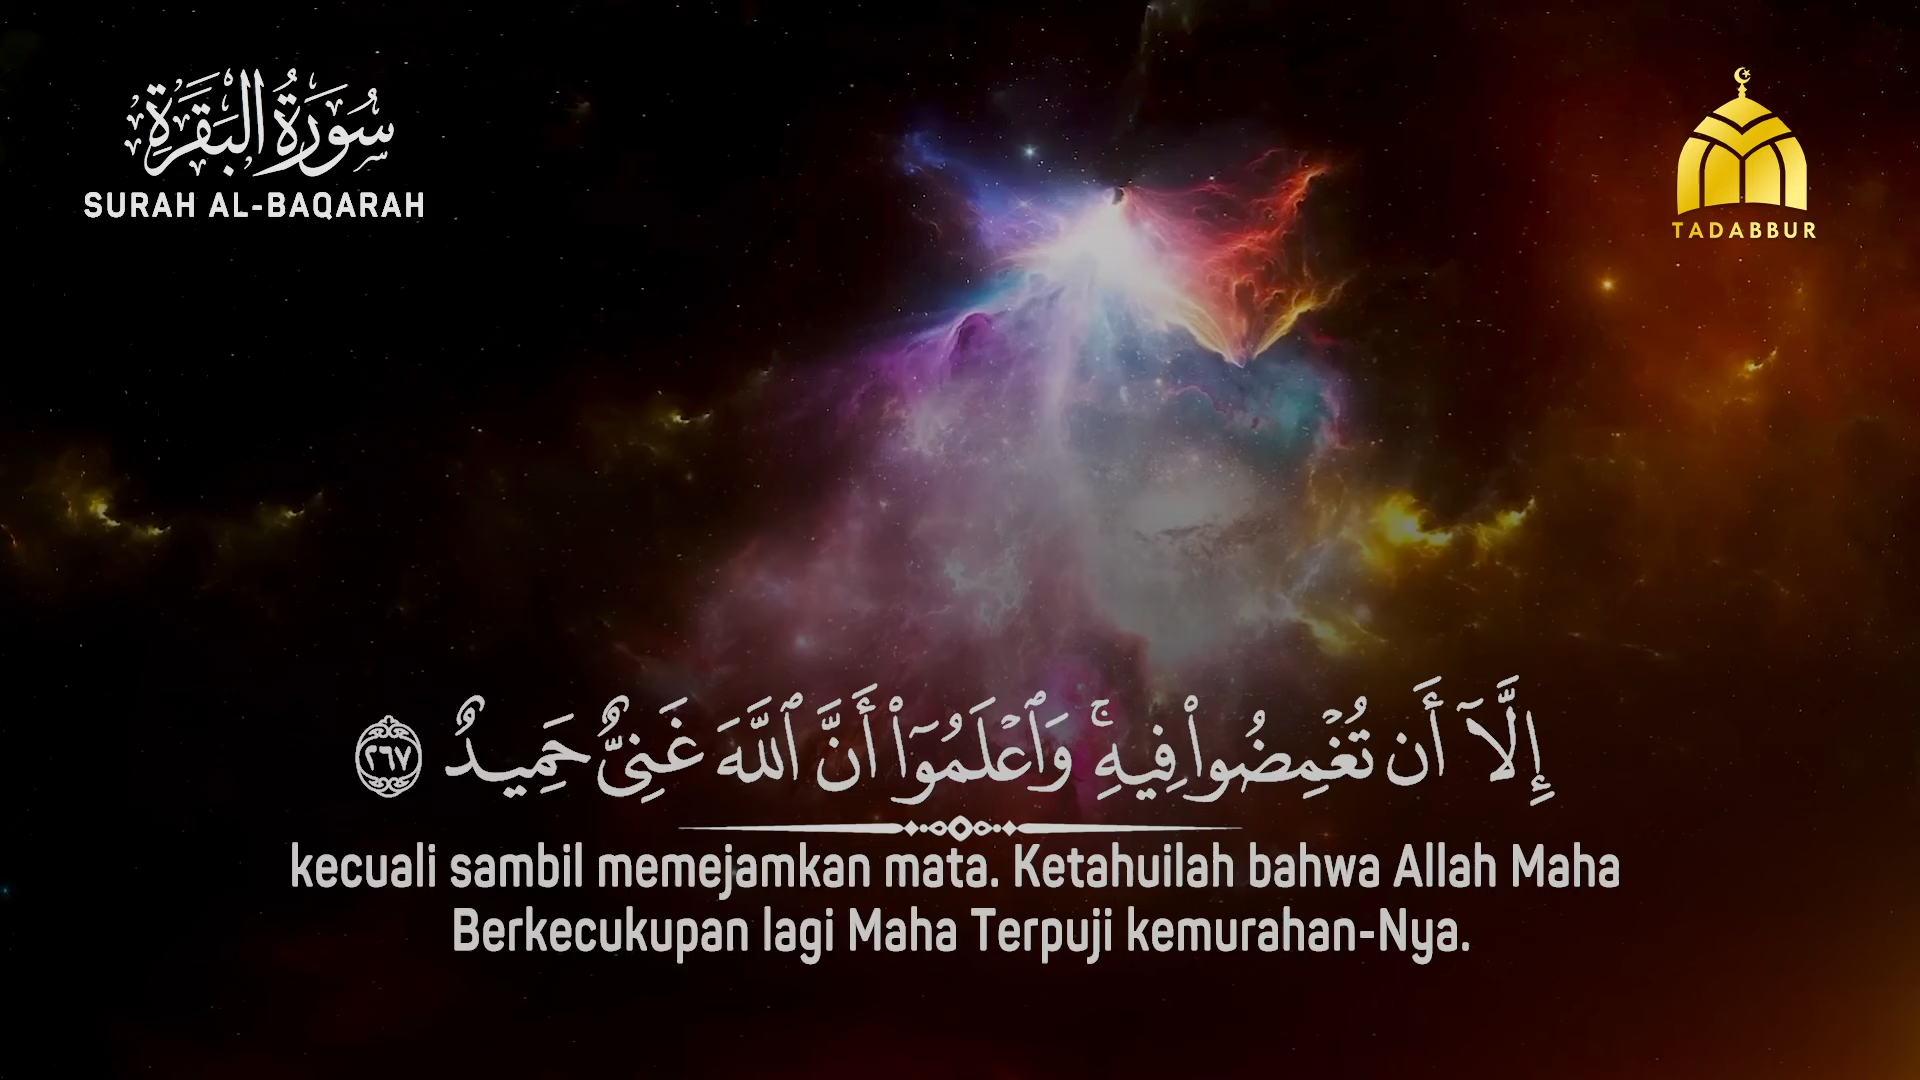 سُورَةُ البَقَرَةِ
SURAH AL-BAQARAH
TADABBUR
إِلَّآ أَن تُغۡمِضُواْ فِيهِۚ وَٱعۡلَمُوٓاْ أَنَّ ٱللَّهَ غَنِيٌّ حَمِيدٌ ٢٦٧
kecuali sambil memejamkan mata. Ketahuilah bahwa Allah Maha
Berkecukupan lagi Maha Terpuji kemurahan-Nya.